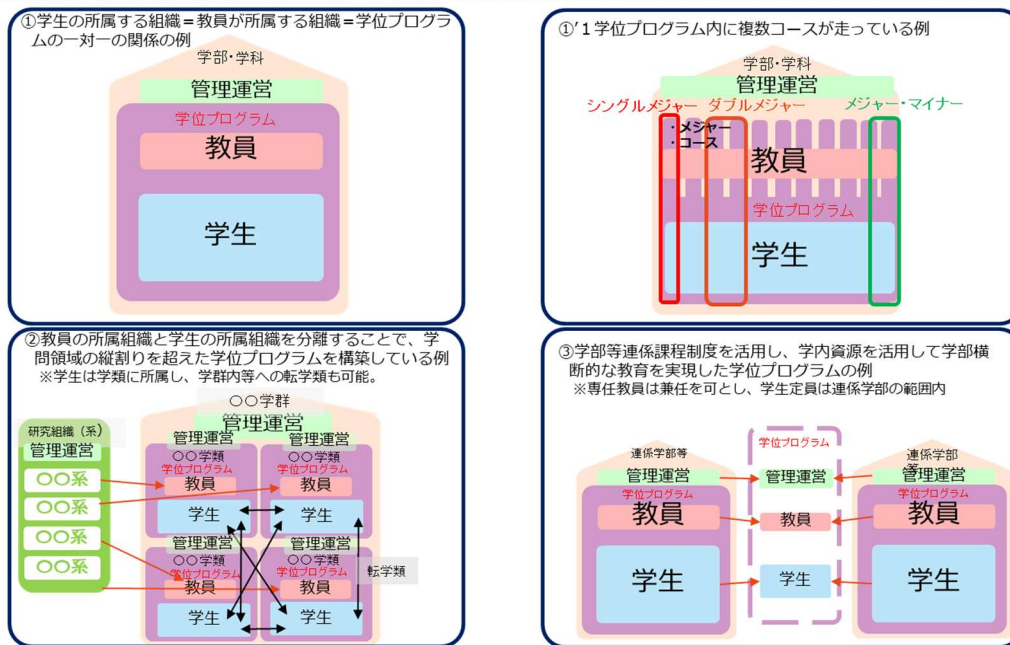 ①学生の所属する組織＝教員が所属する組織＝学位プログラ
ムの一対一の関係の例
学部・学科
管理運営
学位プログラム
教員
学生
①’１学位プログラム内に複数コースが走っている例
学部・学科
管理運営
シングルメジャー
ダブルメジャー
メジャー・マイナー
・メジャー
・コース
教員
学位プログラム
学生
②教員の所属組織と学生の所属組織を分離することで、学
問領域の縦割りを超えた学位プログラムを構築している例
※学生は学類に所属し、学群内等への転学類も可能。
〇〇学群
管理運営
研究組織（系）
管理運営
〇〇系
〇〇系
〇〇系
〇〇系
管理運営
〇〇学類
学位プログラム
教員
学生
管理運営
〇〇学類
学位プログラム
教員
学生
管理運営
〇〇学類
学位プログラム
教員
学生
管理運営
〇〇学類
学位プログラム
教員
学生
転学類
③学部等連係課程制度を活用し、学内資源を活用して学部横
断的な教育を実現した学位プログラムの例
※専任教員は兼任を可とし、学生定員は連係学部の範囲内
連係学部等
管理運営
学位プログラム
教員
学生
学位プログラム
管理運営
教員
学生
連係学部
等
管理運営
学位プログラム
教員
学生